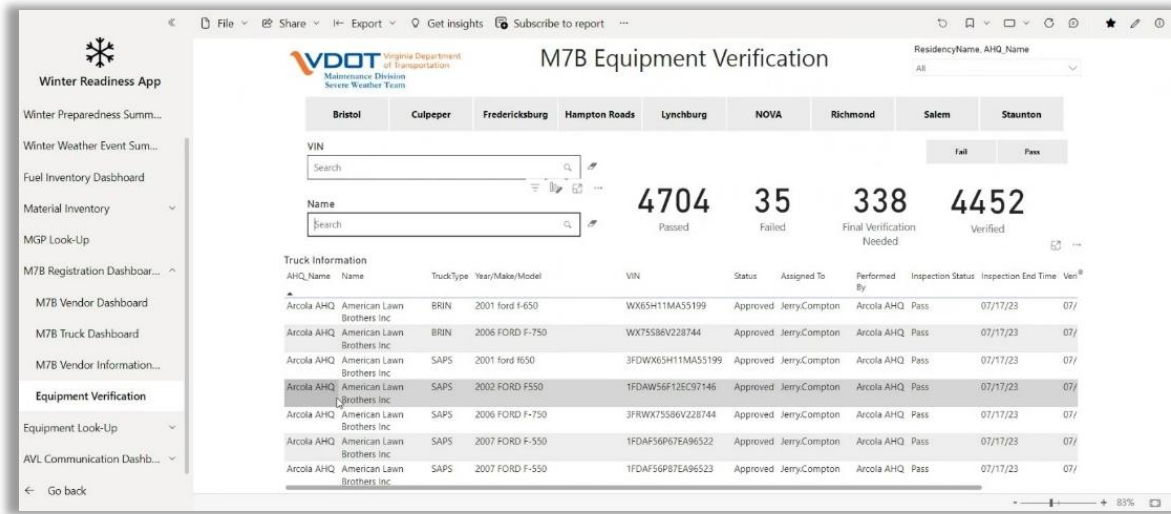 File Share Export Get insights Subscribe to report ...
Winter Readiness App
Winter Preparedness Summ...
Winter Weather Event Sum...
Fuel Inventory Dasbhoard
Material Inventory
MGP Look-Up
M7B Registration Dashboar...
M7B Vendor Dashboard
M7B Truck Dashboard
M7B Vendor Information...
Equipment Verification
Equipment Look-Up
AVL Communication Dashb...
← Go back
VDOT Virginia Department
of Transportation
Maintenance Division
Severe Weather Team
M7B Equipment Verification
ResidencyName, AHQ_Name
All
Bristol Culpeper Fredericksburg Hampton Roads Lynchburg NOVA Richmond Salem Staunton
Fail Pass
VIN
Search
Name
Search
4704 35 338 4452
Passed Failed Final Verification Verified
Needed
Truck Information
AHQ_Name Name TruckType Year/Make/Model VIN Status Assigned To Performed Inspection Status Inspection End Time Veri
By
Arcola AHQ American Lawn BRIN 2001 ford f-650 WX65H11MA55199 Approved Jerry.Compton Arcola AHQ Pass 07/17/23 07/
Brothers Inc
Arcola AHQ American Lawn BRIN 2006 FORD F-750 WX75S86V228744 Approved Jerry.Compton Arcola AHQ Pass 07/17/23 07/
Brothers Inc
Arcola AHQ American Lawn SAPS 2001 ford f650 3FDWX65H11MA55199 Approved Jerry.Compton Arcola AHQ Pass 07/17/23 07/
Brothers Inc
Arcola AHQ American Lawn SAPS 2002 FORD F550 1FDAW56F12EC97146 Approved Jerry.Compton Arcola AHQ Pass 07/17/23 07/
Brothers Inc
Arcola AHQ American Lawn SAPS 2006 FORD F-750 3FRWX75S86V228744 Approved Jerry.Compton Arcola AHQ Pass 07/17/23 07/
Brothers Inc
Arcola AHQ American Lawn SAPS 2007 FORD F-550 1FDAF56P67EA96522 Approved Jerry.Compton Arcola AHQ Pass 07/17/23 07/
Brothers Inc
Arcola AHQ American Lawn SAPS 2007 FORD F-550 1FDAF56P87EA96523 Approved Jerry.Compton Arcola AHQ Pass 07/17/23 07/
Brothers Inc
83%